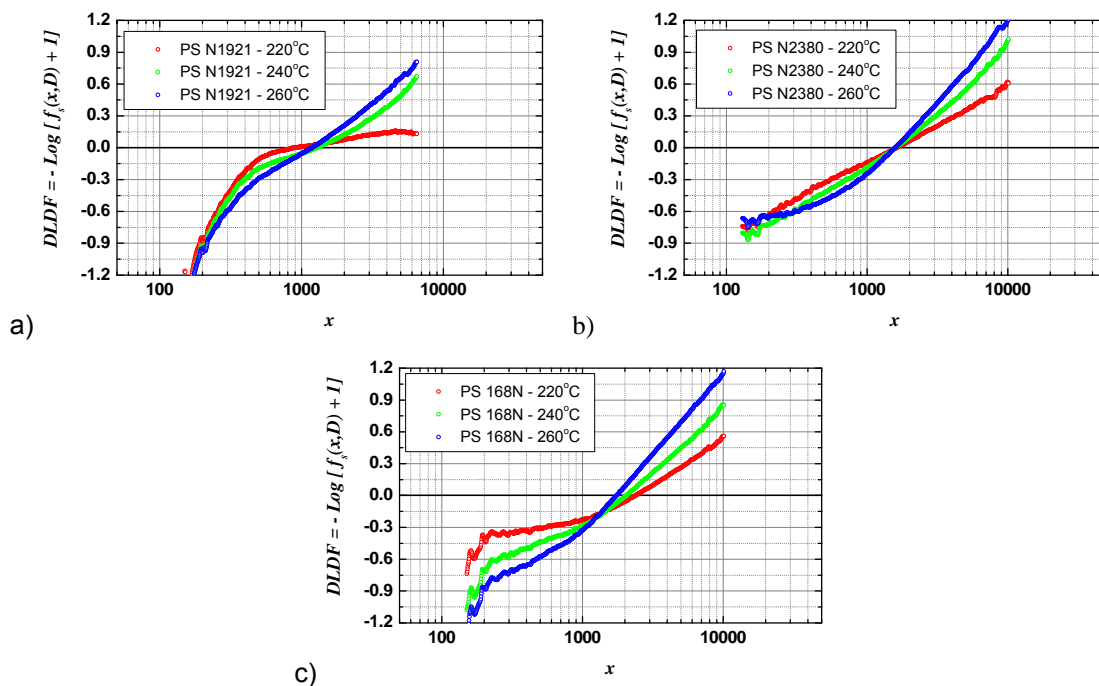 DLDF = - Log [ f_s(x,D) + 1]
1.2
0.9
0.6
0.3
0.0
-0.3
-0.6
-0.9
-1.2
PS N1921 - 220°C
PS N1921 - 240°C
PS N1921 - 260°C
100 1000 10000
x
a)
DLDF = - Log [ f_s(x,D) + 1]
1.2
0.9
0.6
0.3
0.0
-0.3
-0.6
-0.9
-1.2
PS N2380 - 220°C
PS N2380 - 240°C
PS N2380 - 260°C
100 1000 10000
x
b)
DLDF = - Log [ f_s(x,D) + 1]
1.2
0.9
0.6
0.3
0.0
-0.3
-0.6
-0.9
-1.2
PS 168N - 220°C
PS 168N - 240°C
PS 168N - 260°C
100 1000 10000
x
c)